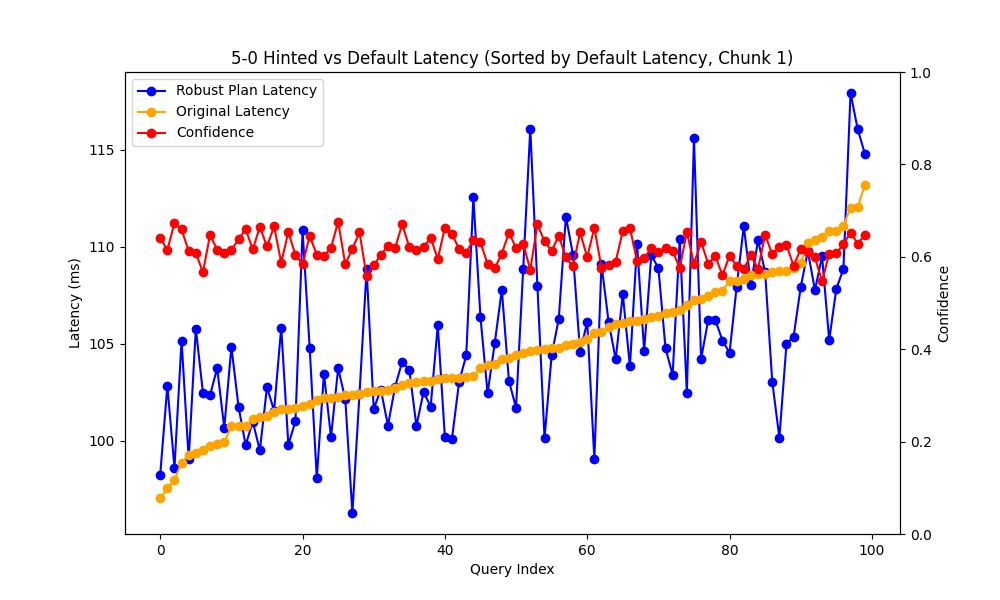 5-0 Hinted vs Default Latency (Sorted by Default Latency, Chunk 1)
Robust Plan Latency
Original Latency
Confidence
Latency (ms)
115
110
105
100
1.0
0.8
0.6
0.4
0.2
0.0
Confidence
0 20 40 60 80 100
Query Index